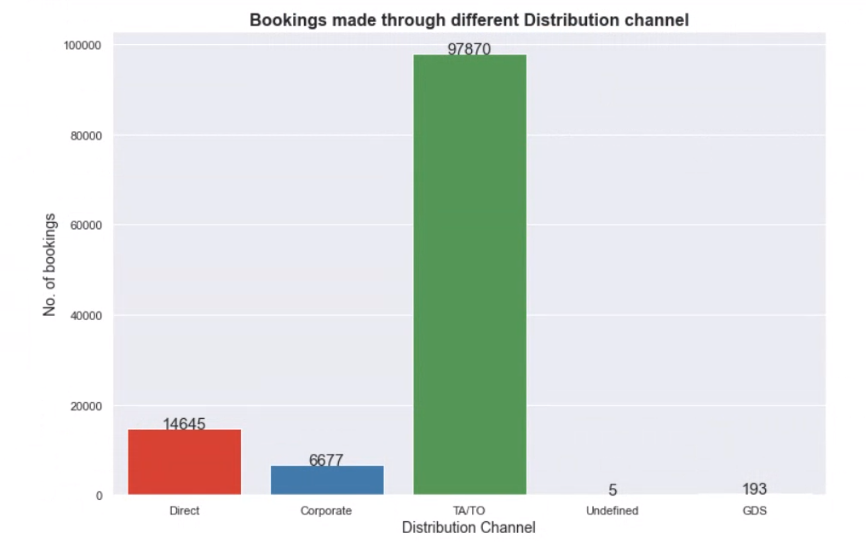 Bookings made through different Distribution channel
100000
80000
60000
40000
20000
0
No. of bookings
14645
6677
97870
5
193
Direct
Corporate
TA/TO
Undefined
GDS
Distribution Channel